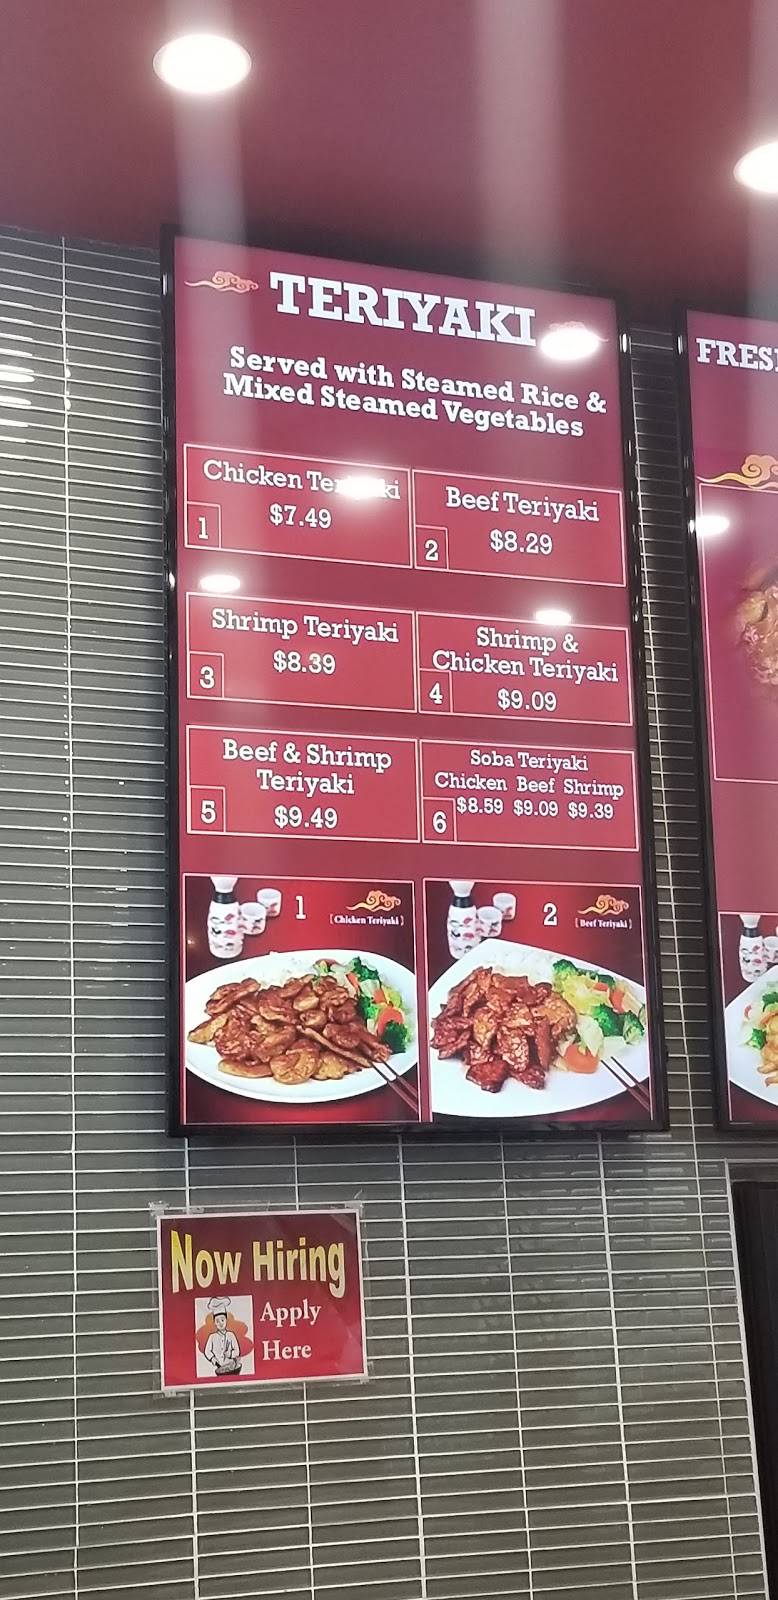 TERIYAKI
Served with Steamed Rice &
Mixed Steamed Vegetables
Chicken Teriyaki
$7.49
1
Beef Teriyaki
$8.29
2
Shrimp Teriyaki
$8.39
3
Shrimp &
Chicken Teriyaki
$9.09
4
Beef & Shrimp
Teriyaki
$9.49
5
Soba Teriyaki
Chicken Beef Shrimp
$8.59 $9.09 $9.39
6
1
[Chicken Teriyaki]
2
[Beef Teriyaki]
FRES
Now Hiring
Apply
Here